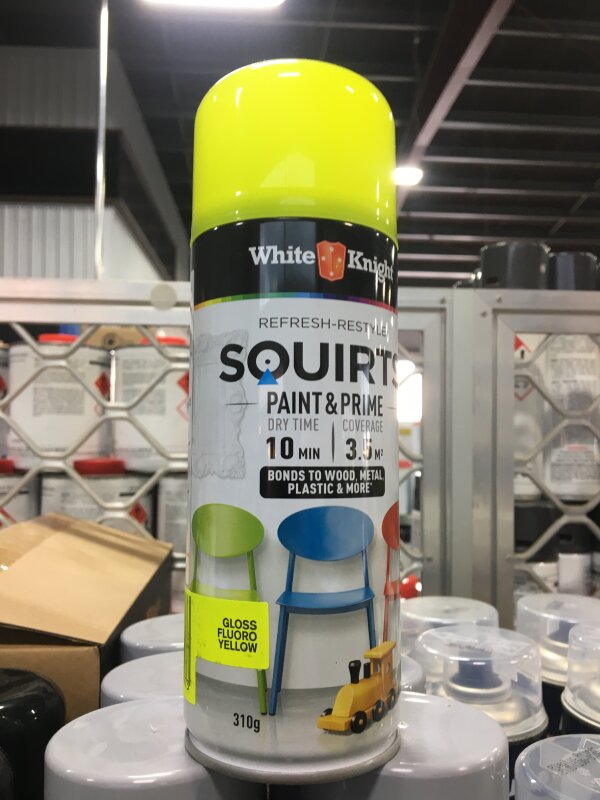 White Knight
REFRESH-RESTYLE
SQUIRTS
PAINT & PRIME
DRY TIME COVERAGE
10 MIN 3.5 M²
BONDS TO WOOD, METAL,
PLASTIC & MORE*
GLOSS
FLUORO
YELLOW
310g